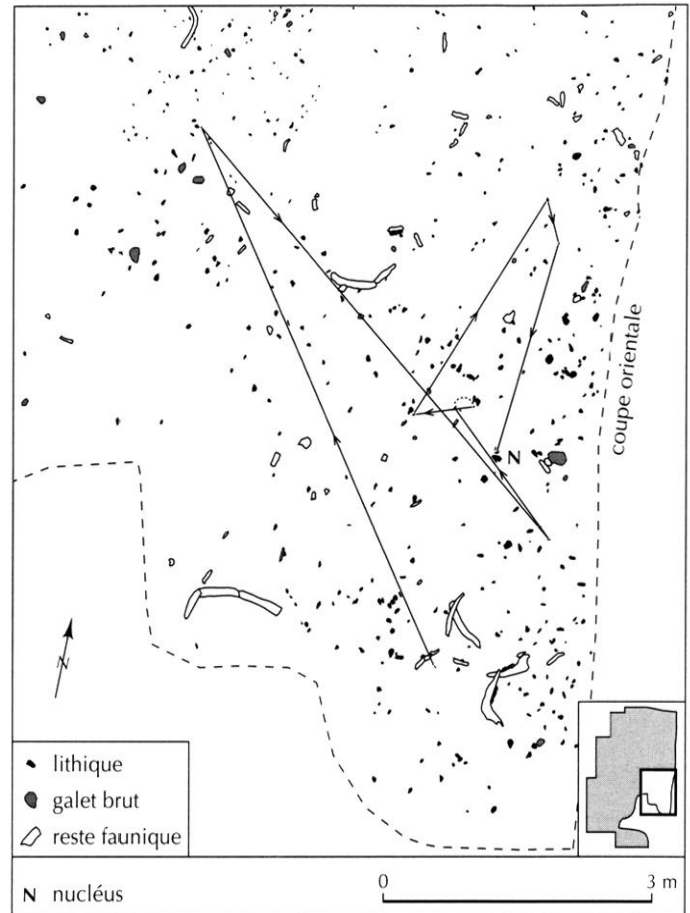 coupe orientale
N
N
lithique
galet brut
reste faunique
N nucléus
0 3 m